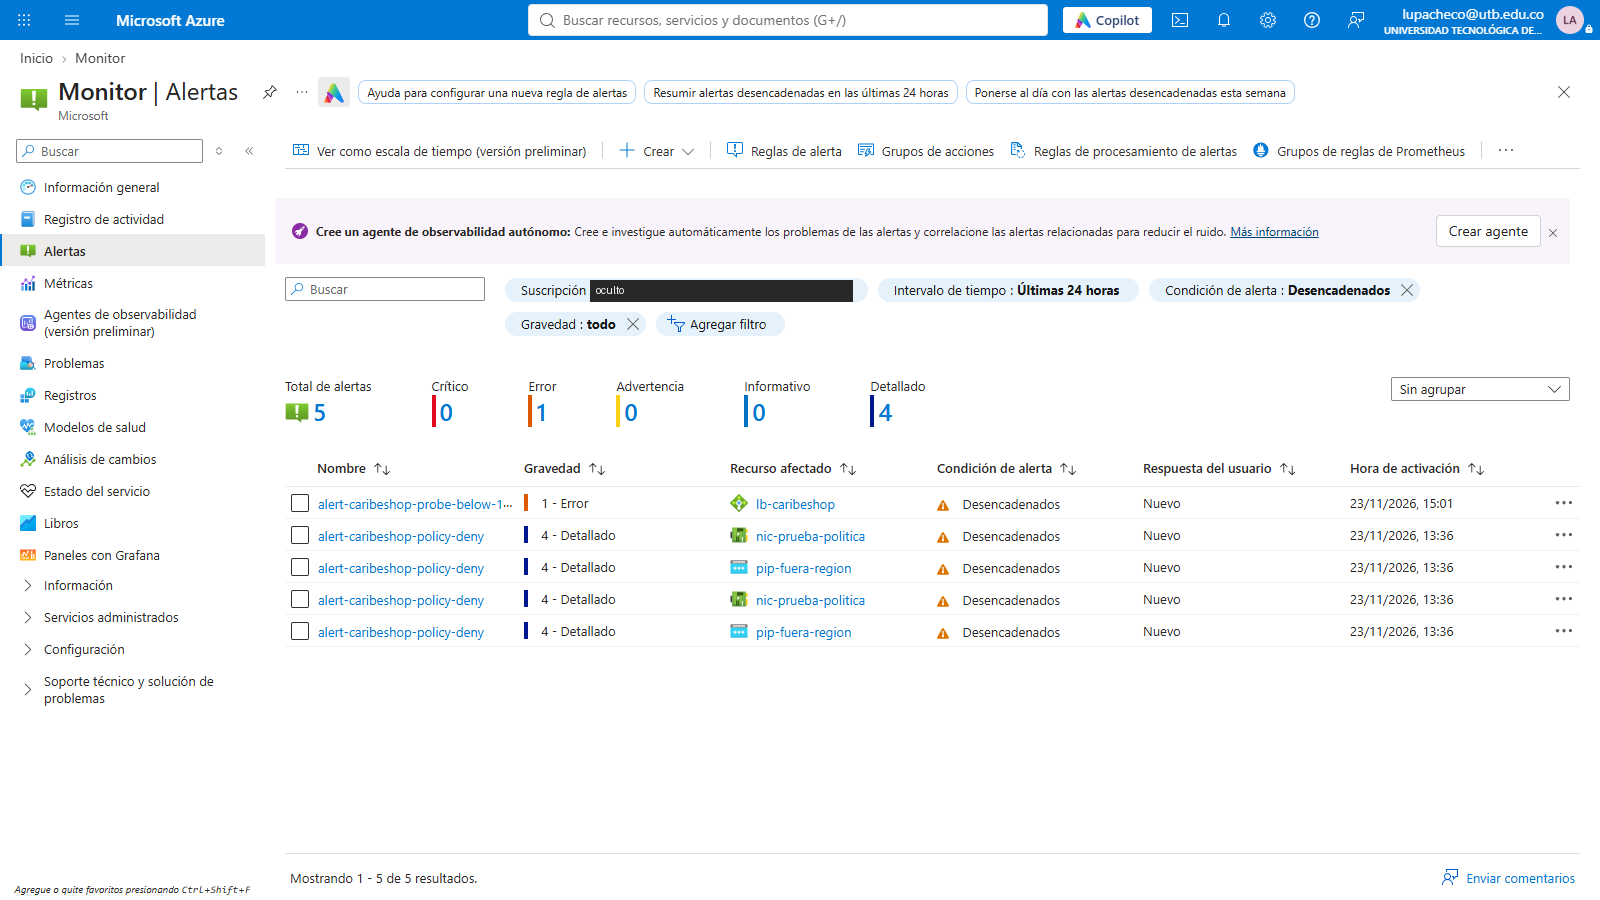 Microsoft Azure
Buscar recursos, servicios y documentos (G+/)
Copilot
lupacheco@utb.edu.co
UNIVERSIDAD TECNOLÓGICA DE...
LA
Inicio > Monitor
Monitor | Alertas
Microsoft
Ayuda para configurar una nueva regla de alertas
Resumir alertas desencadenadas en las últimas 24 horas
Ponerse al día con las alertas desencadenadas esta semana
Buscar
Ver como escala de tiempo (versión preliminar)
Crear
Reglas de alerta
Grupos de acciones
Reglas de procesamiento de alertas
Grupos de reglas de Prometheus
Información general
Registro de actividad
Alertas
Métricas
Agentes de observabilidad
(versión preliminar)
Problemas
Registros
Modelos de salud
Análisis de cambios
Estado del servicio
Libros
Paneles con Grafana
Información
Servicios administrados
Configuración
Soporte técnico y solución de
problemas
Agregue o quite favoritos presionando Ctrl+Shift+F
Cree un agente de observabilidad autónomo: Cree e investigue automáticamente los problemas de las alertas y correlacione las alertas relacionadas para reducir el ruido. Más información
Crear agente
Buscar
Suscripción oculto
Intervalo de tiempo : Últimas 24 horas
Condición de alerta : Desencadenados
Gravedad : todo
Agregar filtro
Total de alertas Crítico Error Advertencia Informativo Detallado
5 0 1 0 0 4
Sin agrupar
Nombre Gravedad Recurso afectado Condición de alerta Respuesta del usuario Hora de activación
alert-caribeshop-probe-below-1... 1 - Error lb-caribeshop Desencadenados Nuevo 23/11/2026, 15:01
alert-caribeshop-policy-deny 4 - Detallado nic-prueba-politica Desencadenados Nuevo 23/11/2026, 13:36
alert-caribeshop-policy-deny 4 - Detallado pip-fuera-region Desencadenados Nuevo 23/11/2026, 13:36
alert-caribeshop-policy-deny 4 - Detallado nic-prueba-politica Desencadenados Nuevo 23/11/2026, 13:36
alert-caribeshop-policy-deny 4 - Detallado pip-fuera-region Desencadenados Nuevo 23/11/2026, 13:36
Mostrando 1 - 5 de 5 resultados.
Enviar comentarios